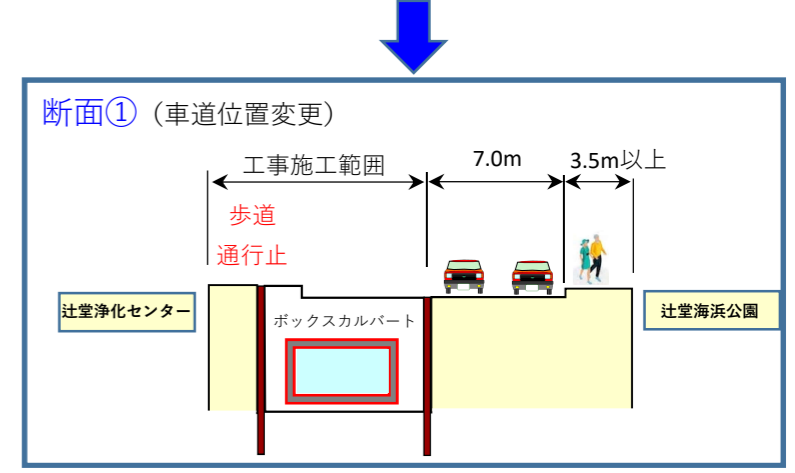 断面①（車道位置変更）
工事施工範囲
7.0m
3.5m以上
歩道
通行止
辻堂浄化センター
ボックスカルバート
辻堂海浜公園